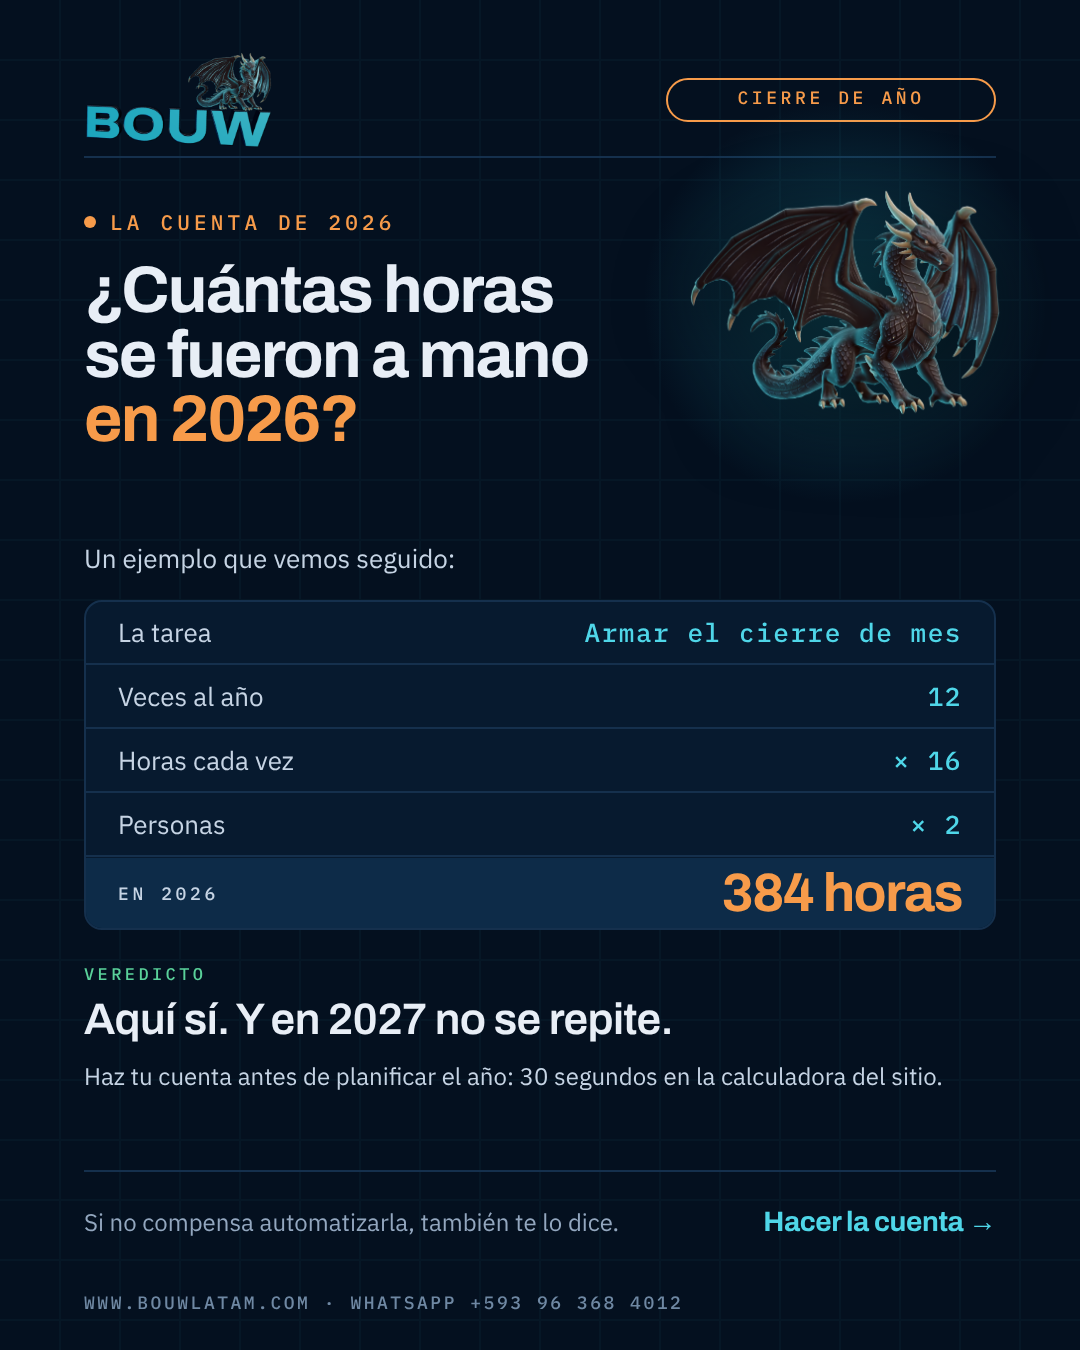 BOUW
CIERRE DE AÑO
LA CUENTA DE 2026
¿Cuántas horas
se fueron a mano
en 2026?
Un ejemplo que vemos seguido:
La tarea Armar el cierre de mes
Veces al año 12
Horas cada vez × 16
Personas × 2
EN 2026 384 horas
VEREDICTO
Aquí sí. Y en 2027 no se repite.
Haz tu cuenta antes de planificar el año: 30 segundos en la calculadora del sitio.
Si no compensa automatizarla, también te lo dice. Hacer la cuenta →
WWW.BOUWLATAM.COM · WHATSAPP +593 96 368 4012